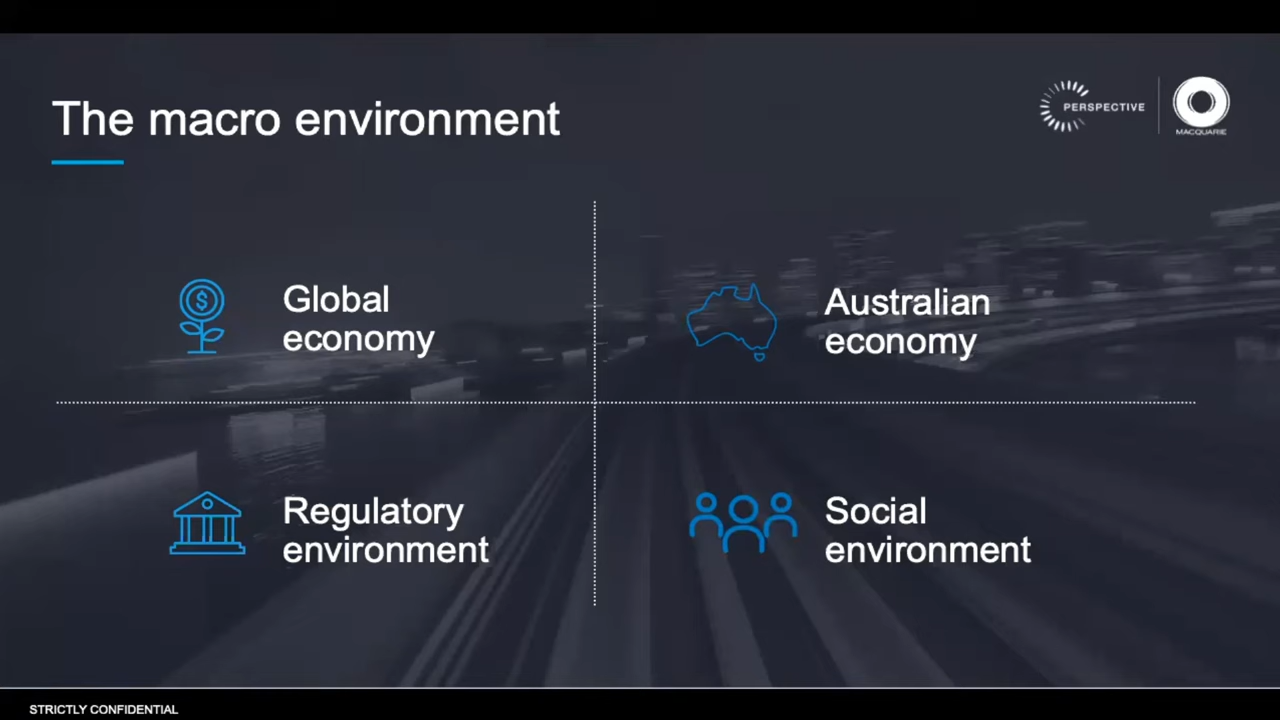 The macro environment
PERSPECTIVE
MACQUARIE
$
Global
economy
Australian
economy
Regulatory
environment
Social
environment
STRICTLY CONFIDENTIAL